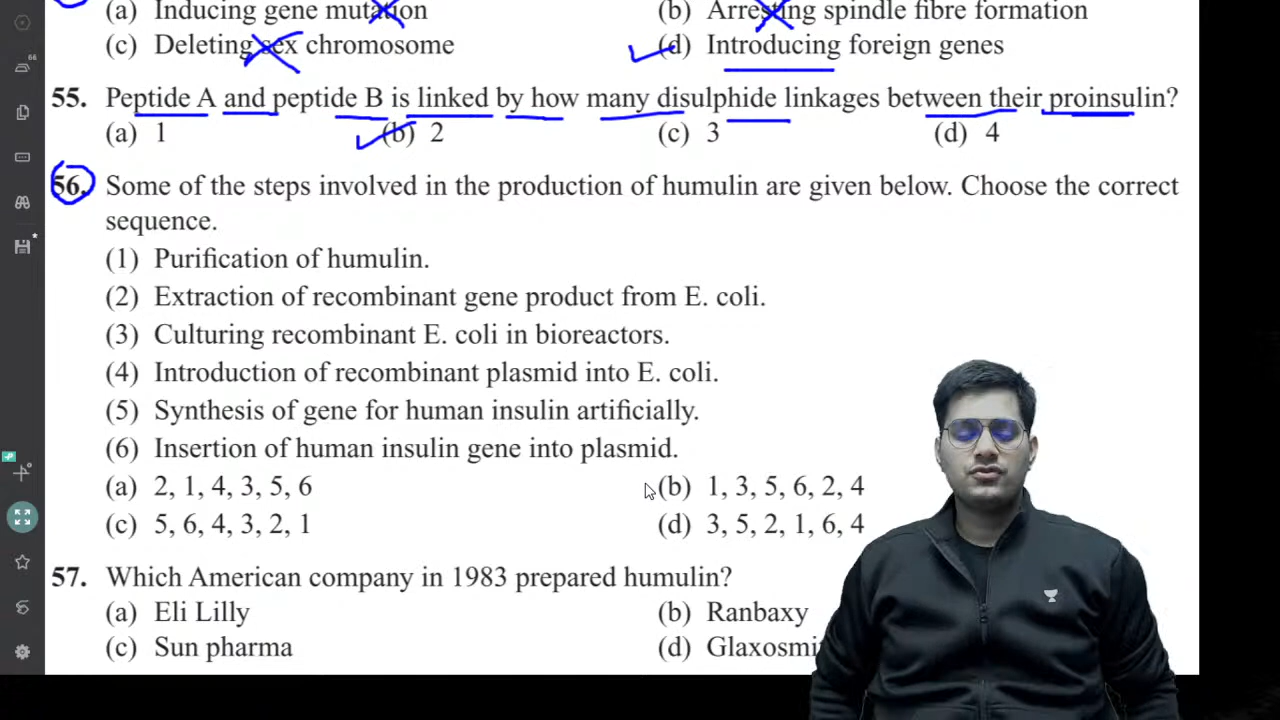 (a) Inducing gene mutation
(b) Arresting spindle fibre formation
(c) Deleting sex chromosome
(d) Introducing foreign genes
55. Peptide A and peptide B is linked by how many disulphide linkages between their proinsulin?
(a) 1
(b) 2
(c) 3
(d) 4
56. Some of the steps involved in the production of humulin are given below. Choose the correct
sequence.
(1) Purification of humulin.
(2) Extraction of recombinant gene product from E. coli.
(3) Culturing recombinant E. coli in bioreactors.
(4) Introduction of recombinant plasmid into E. coli.
(5) Synthesis of gene for human insulin artificially.
(6) Insertion of human insulin gene into plasmid.
(a) 2, 1, 4, 3, 5, 6
(b) 1, 3, 5, 6, 2, 4
(c) 5, 6, 4, 3, 2, 1
(d) 3, 5, 2, 1, 6, 4
57. Which American company in 1983 prepared humulin?
(a) Eli Lilly
(b) Ranbaxy
(c) Sun pharma
(d) Glaxosmi